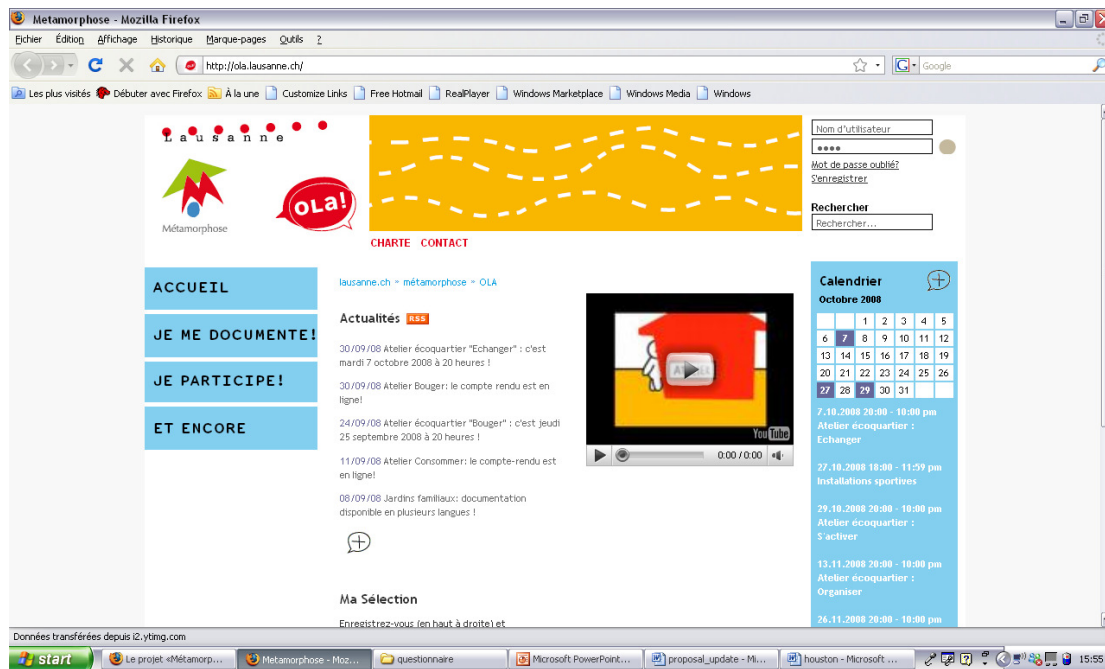 Metamorphose - Mozilla Firefox
Fichier Édition Affichage Historique Marque-pages Outils ?
http://ola.lausanne.ch/
Google
Les plus visités Débuter avec Firefox À la une Customize Links Free Hotmail RealPlayer Windows Marketplace Windows Media Windows
Lausanne
Métamorphose
OLa!
Nom d'utilisateur
Mot de passe oublié?
S'enregistrer
Rechercher
Rechercher...
CHARTE CONTACT
ACCUEIL
JE ME DOCUMENTE!
JE PARTICIPE!
ET ENCORE
lausanne.ch » métamorphose » OLA
Actualités RSS
30/09/08 Atelier écoquartier "Echanger" : c'est
mardi 7 octobre 2008 à 20 heures !
30/09/08 Atelier Bouger: le compte rendu est en
ligne!
24/09/08 Atelier écoquartier "Bouger" : c'est jeudi
25 septembre 2008 à 20 heures !
11/09/08 Atelier Consommer: le compte-rendu est
en ligne!
08/09/08 Jardins familiaux: documentation
disponible en plusieurs langues !
Ma Sélection
Enregistrez-vous (en haut à droite) et
YouTube
0:00 / 0:00
Calendrier
Octobre 2008
1 2 3 4 5
6 7 8 9 10 11 12
13 14 15 16 17 18 19
20 21 22 23 24 25 26
27 28 29 30 31
7.10.2008 20:00 - 10:00 pm
Atelier écoquartier :
Echanger
27.10.2008 18:00 - 11:59 pm
Installations sportives
29.10.2008 20:00 - 10:00 pm
Atelier écoquartier :
S'activer
13.11.2008 20:00 - 10:00 pm
Atelier écoquartier :
Organiser
26.11.2008 20:00 - 10:00 pm
Données transférées depuis i2.ytimg.com
start
Le projet «Métamorp...
Metamorphose - Moz...
questionnaire
Microsoft PowerPoint...
proposal_update - Mi...
houston - Microsoft ...
15:55